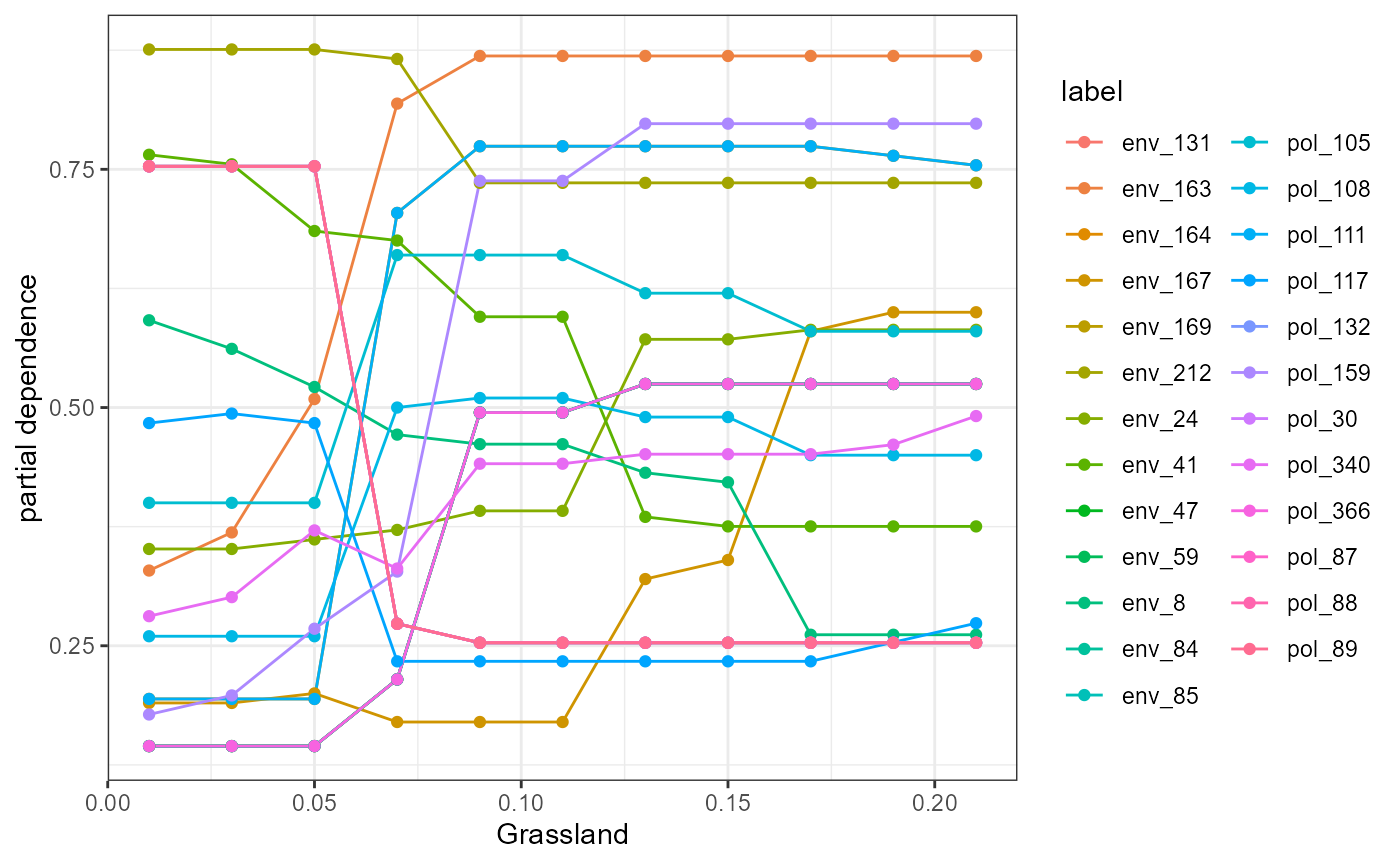 label
env_131
env_163
env_164
env_167
env_169
env_212
env_24
env_41
env_47
env_59
env_8
env_84
env_85
pol_105
pol_108
pol_111
pol_117
pol_132
pol_159
pol_30
pol_340
pol_366
pol_87
pol_88
pol_89
partial dependence
0.75
0.50
0.25
0.00
0.05
0.10
0.15
0.20
Grassland